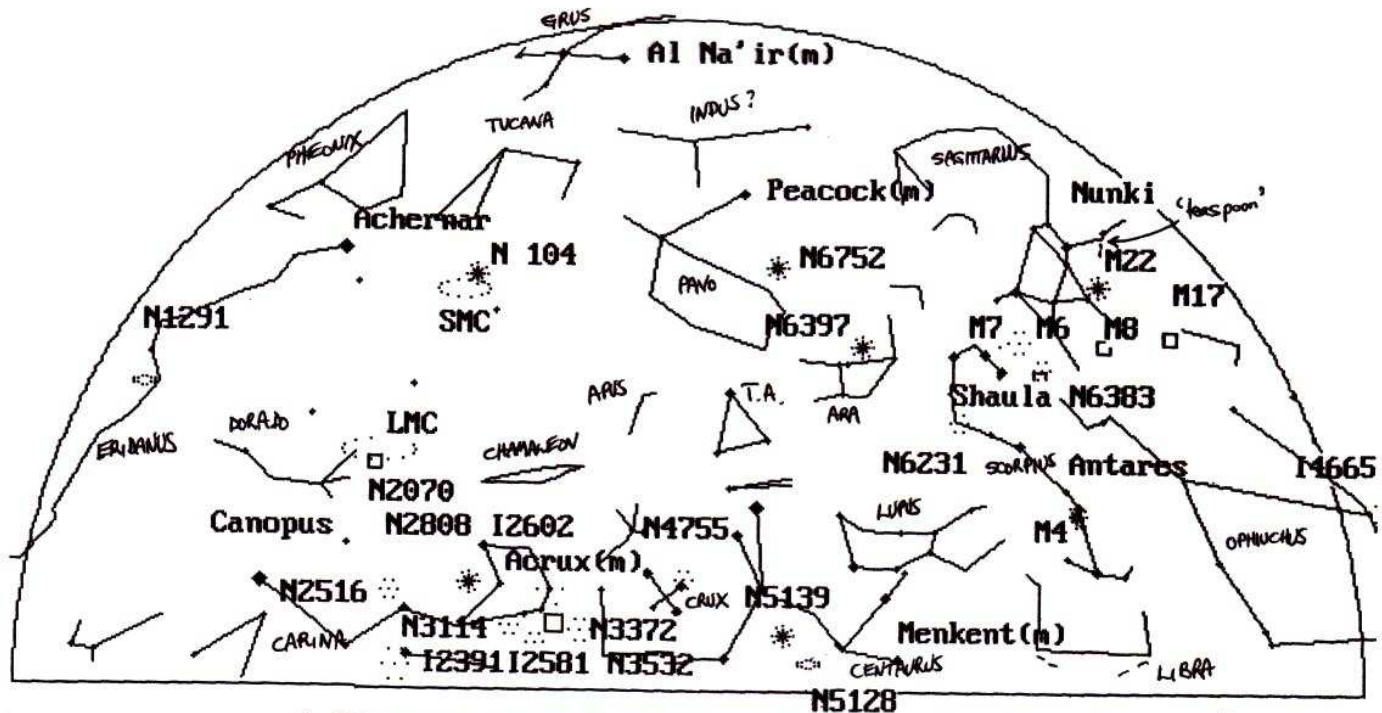 GRUS
Al Na'ir(m)
INDUS?
TUCANA
PHEONIX
SAGITTARIUS
Peacock(m)
Nunki
'teaspoon'
Achernar
N 104
N6752
M22
PAVO
M17
N1291
SMC
N6397
M7
M6
M8
Shaula
N6383
APUS
T.A.
ARA
DORADO
LMC
ERIDANUS
CHAMAELEON
N6231
SCORPIUS
Antares
I4665
N2070
Canopus
N2808
I2602
N4755
LUPUS
M4
OPHIUCHUS
Acrux(m)
N2516
CRUX
N5139
CARINA
N3114
N3372
Menkent(m)
I2391
I2581
N3532
CENTAURUS
LIBRA
N5128